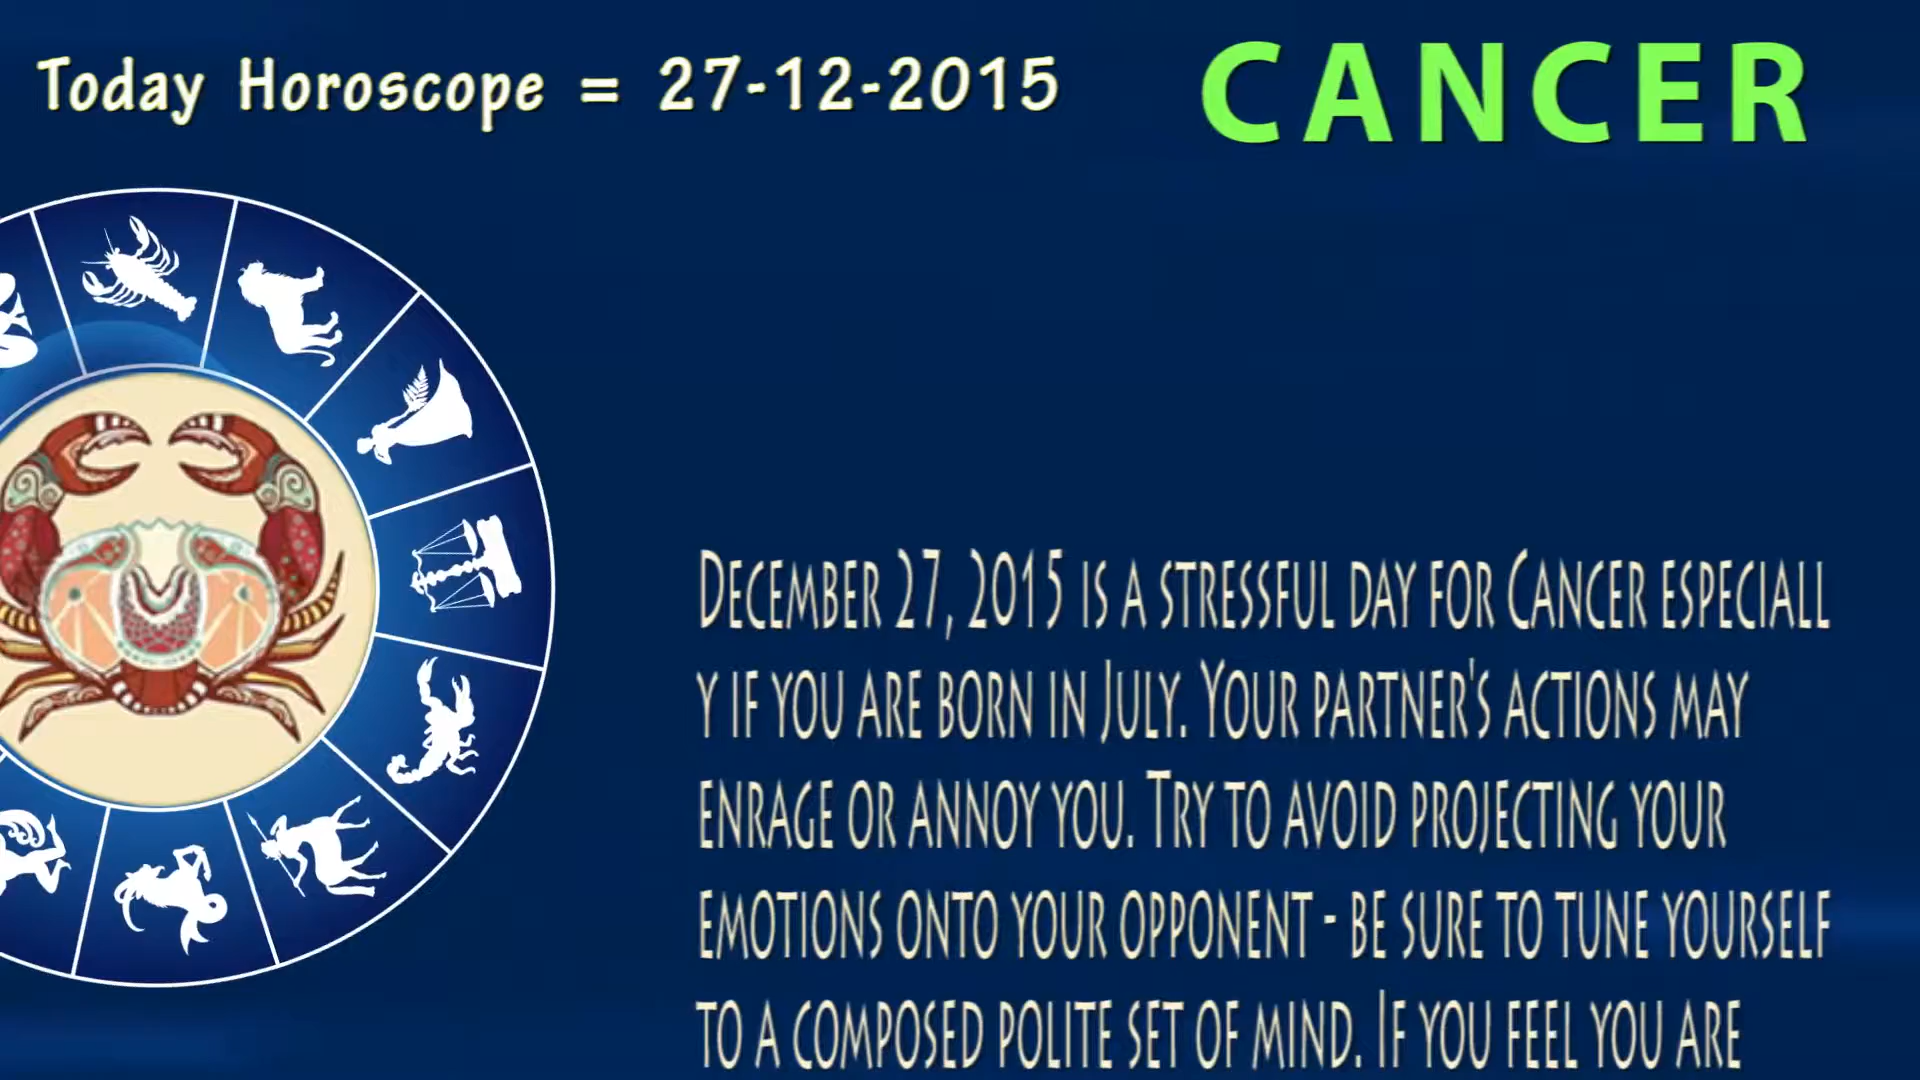 Today Horoscope = 27-12-2015
CANCER
December 27, 2015 is a stressful day for Cancer especiall
y if you are born in July. Your partner's actions may
enrage or annoy you. Try to avoid projecting your
emotions onto your opponent - be sure to tune yourself
to a composed polite set of mind. If you feel you are